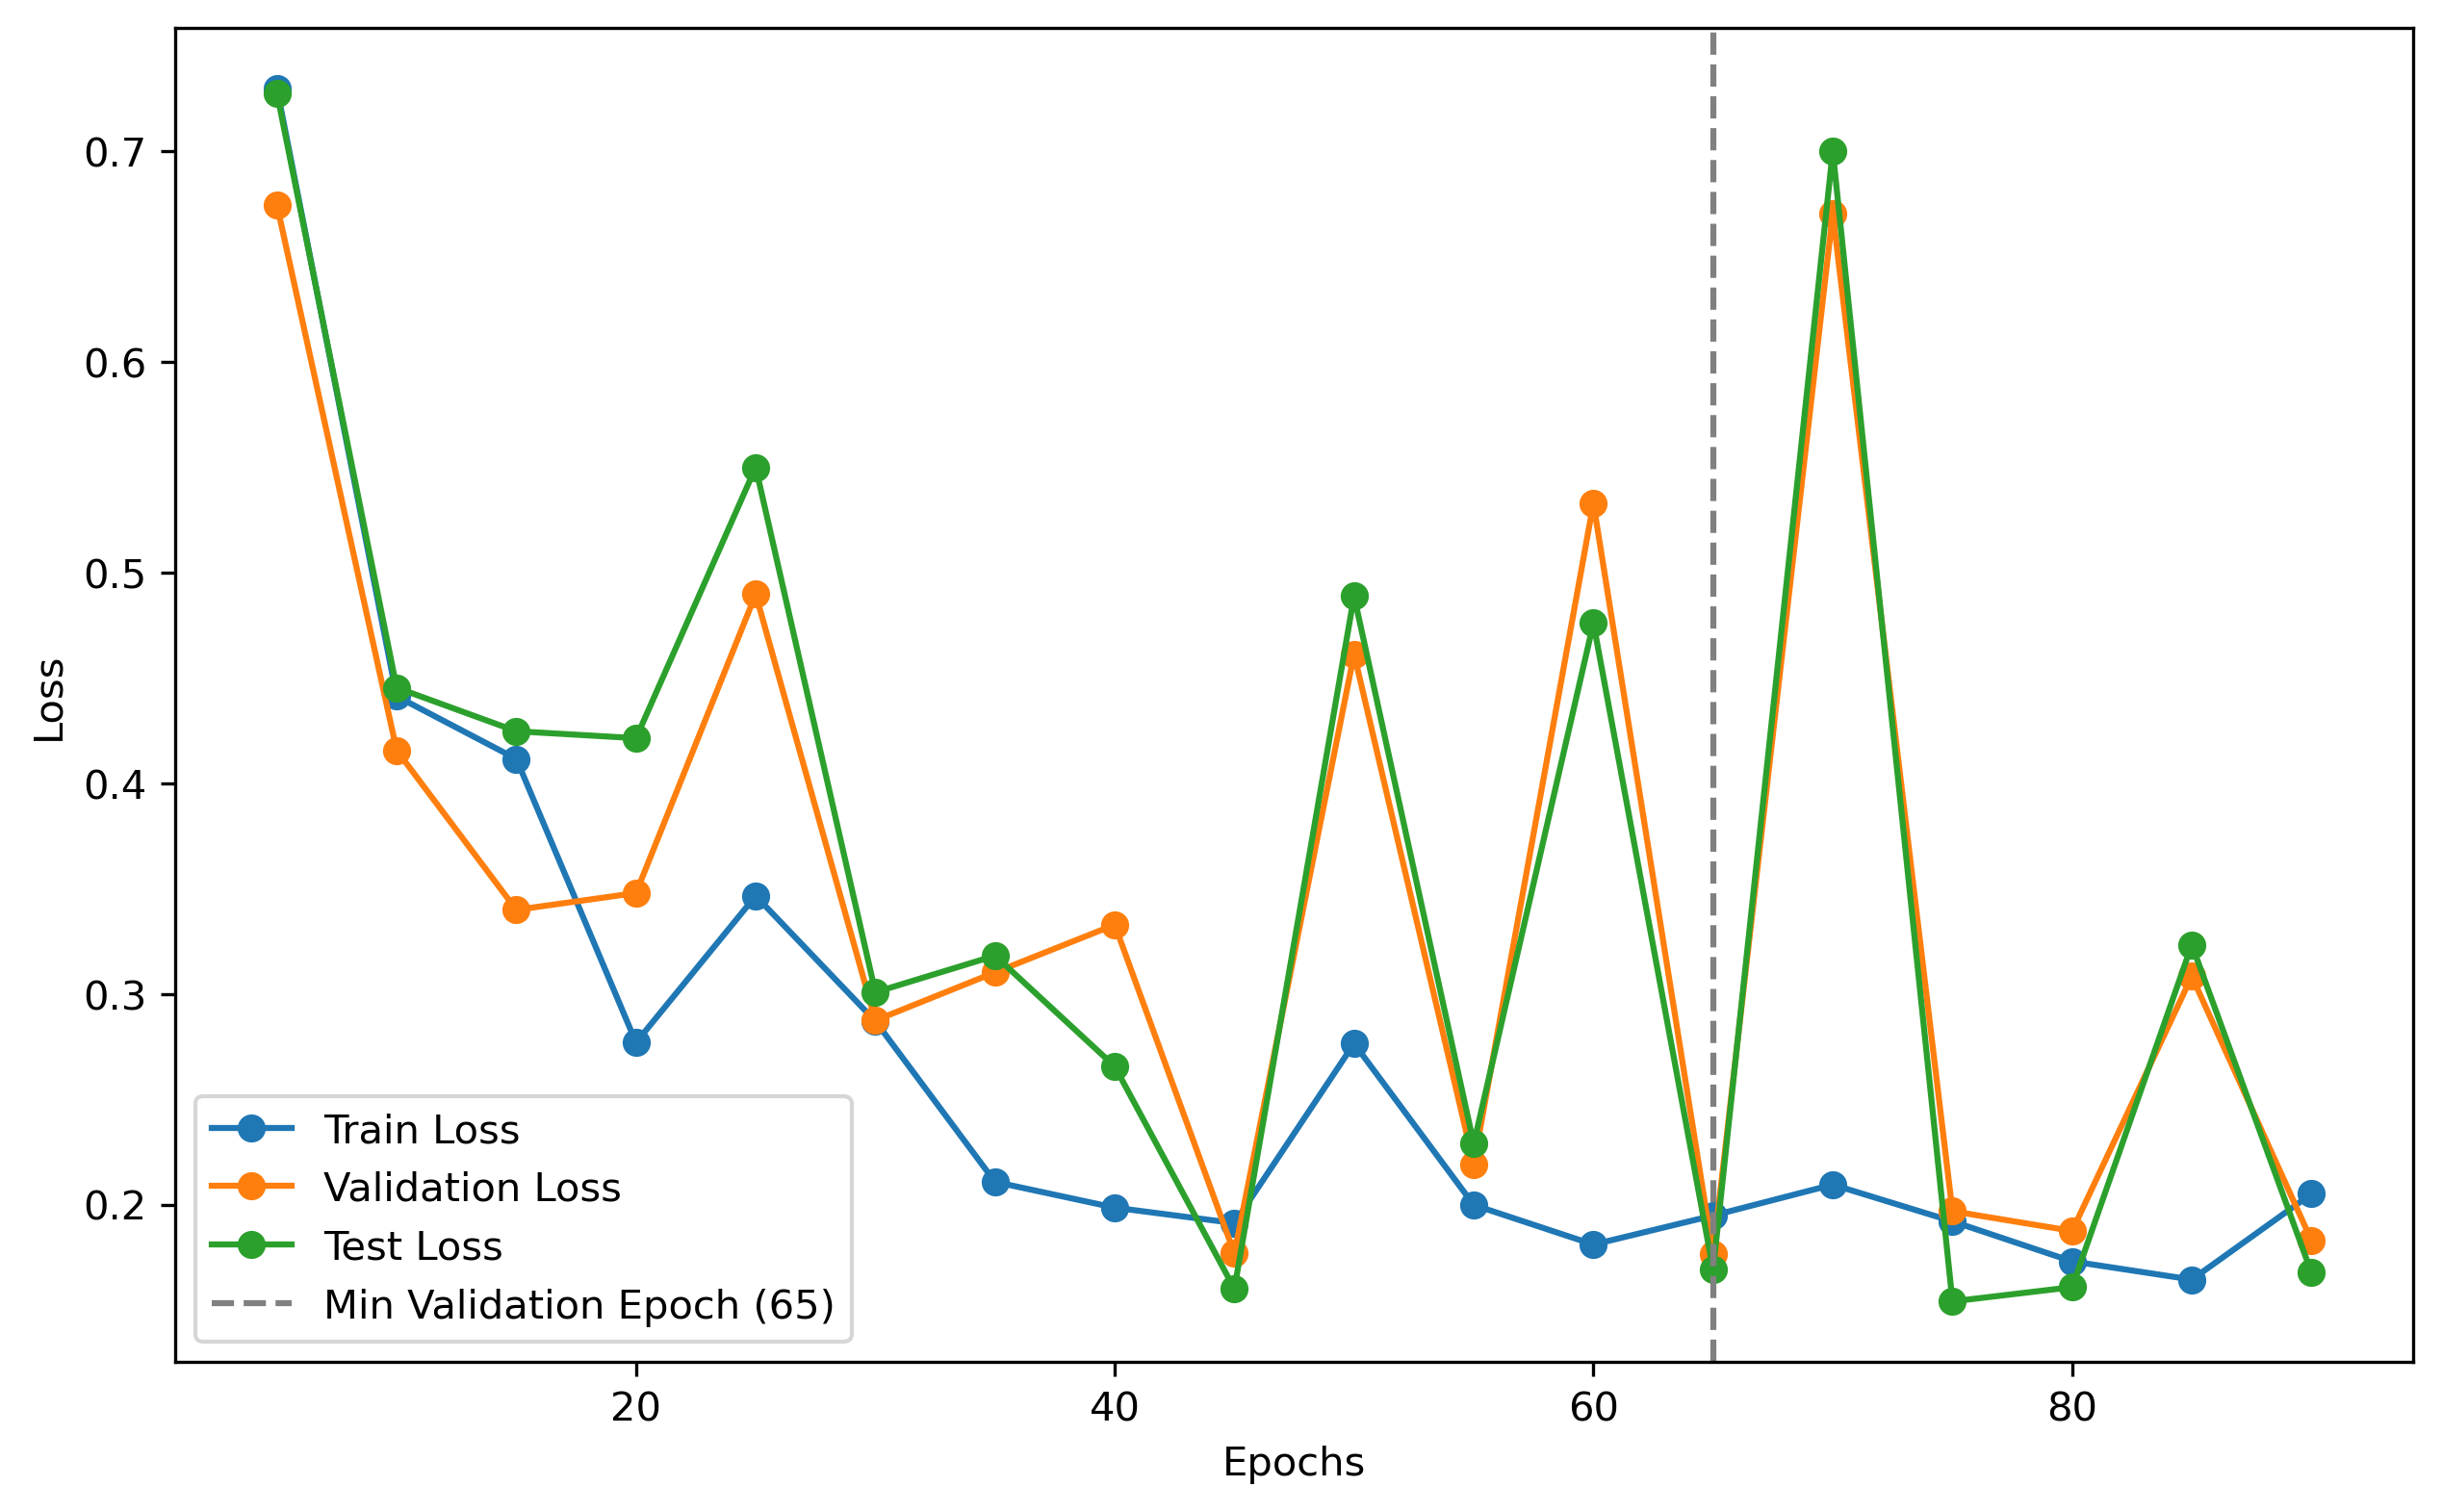 0.7
0.6
0.5
0.4
0.3
0.2
Loss
Train Loss
Validation Loss
Test Loss
Min Validation Epoch (65)
20 40 60 80
Epochs